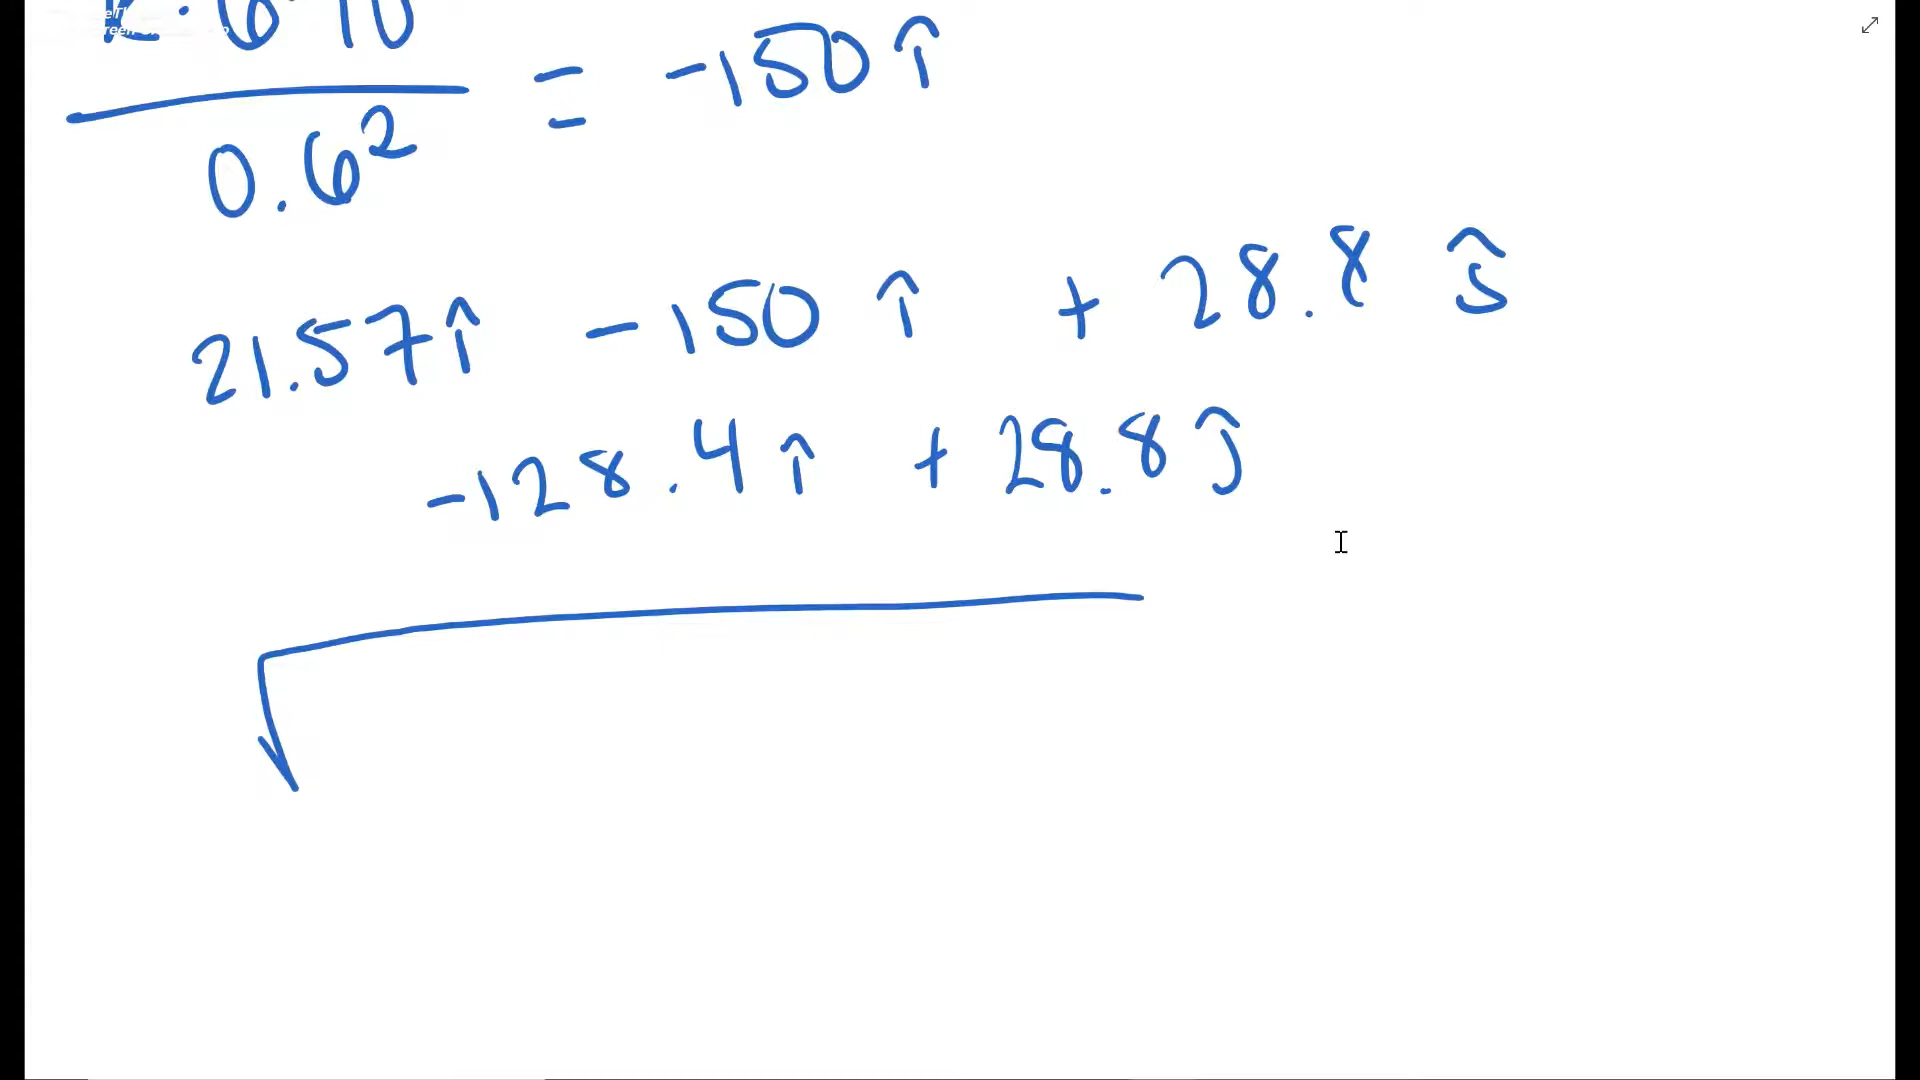 = -150 î
0.6²
21.57 î - 150 î + 28.8 ĵ
-128.4 î + 28.8 ĵ
√